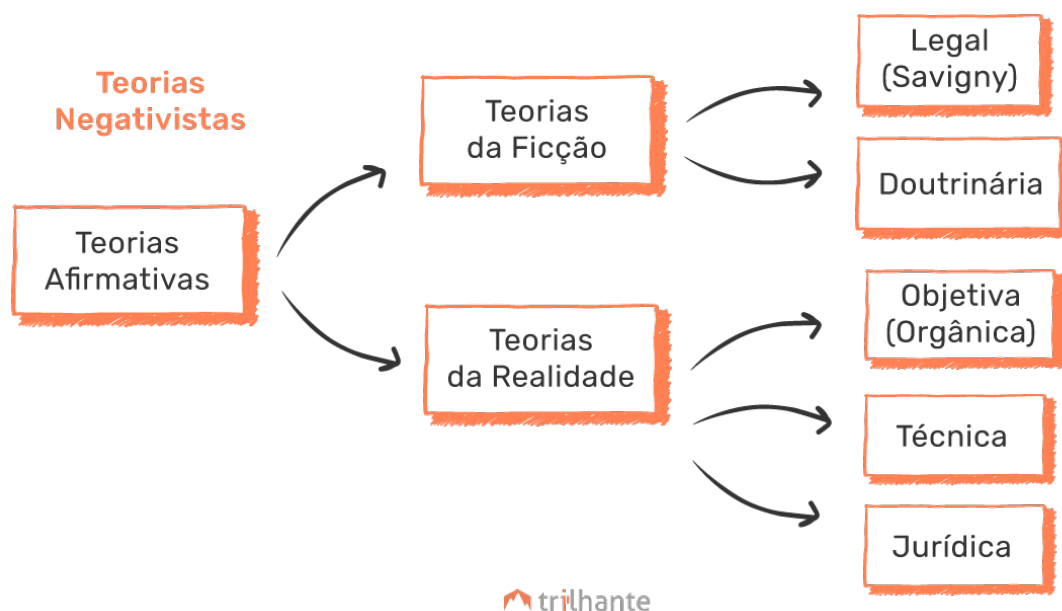 Teorias
Negativistas
Teorias
Afirmativas
Teorias
da Ficção
Teorias
da Realidade
Legal
(Savigny)
Doutrinária
Objetiva
(Orgânica)
Técnica
Jurídica
trilhante